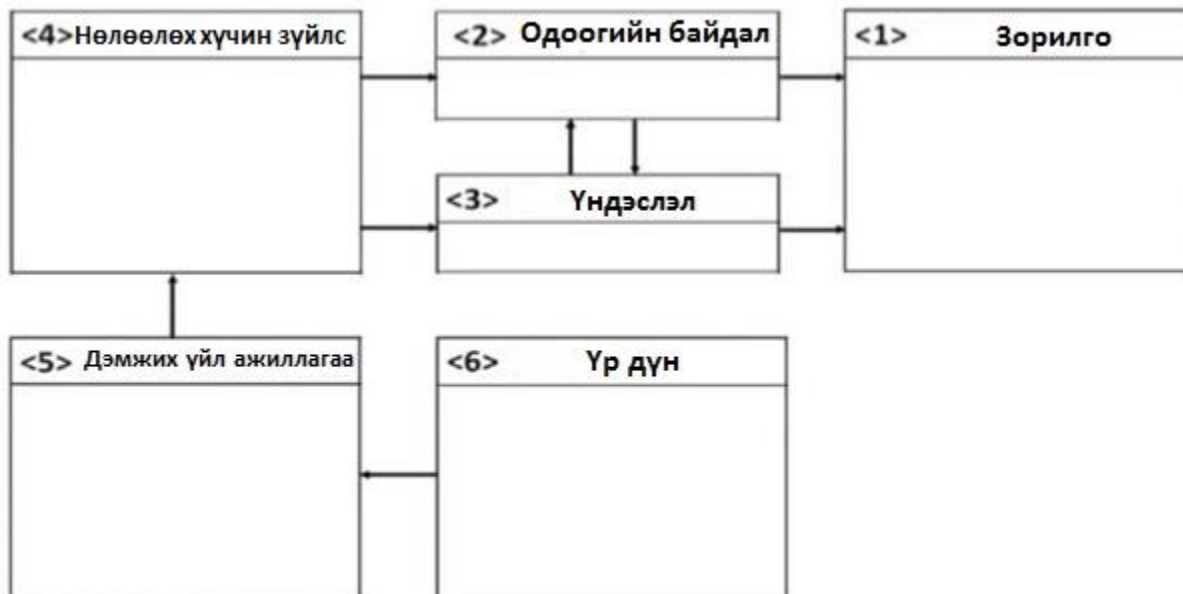 <4> Нөлөөлөх хүчин зүйлс
<2> Одоогийн байдал
<1> Зорилго
<3> Үндэслэл
<5> Дэмжих үйл ажиллагаа
<6> Үр дүн